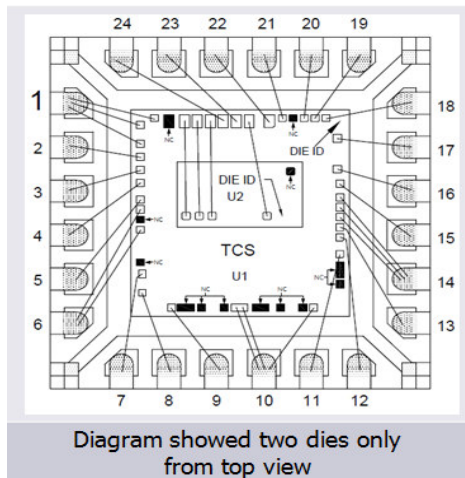 24 23 22 21 20 19
1
2
3
4
5
6
18
17
16
15
14
13
NC
NC
DIE ID
DIE ID
U2
NC
NC
TCS
NC
U1
NC
NC
NC
7 8 9 10 11 12
Diagram showed two dies only
from top view